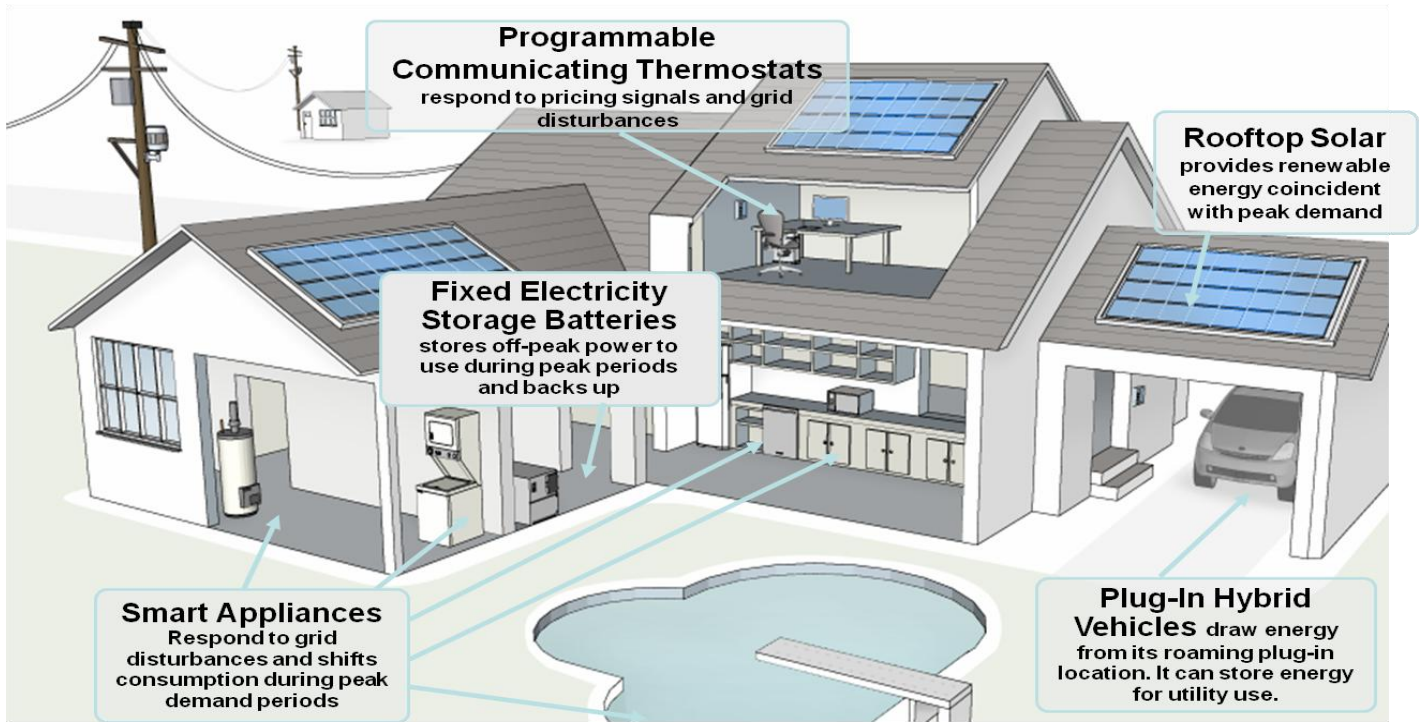 Programmable
Communicating Thermostats
respond to pricing signals and grid
disturbances
Rooftop Solar
provides renewable
energy coincident
with peak demand
Fixed Electricity
Storage Batteries
stores off-peak power to
use during peak periods
and backs up
Smart Appliances
Respond to grid
disturbances and shifts
consumption during peak
demand periods
Plug-In Hybrid
Vehicles draw energy
from its roaming plug-in
location. It can store energy
for utility use.